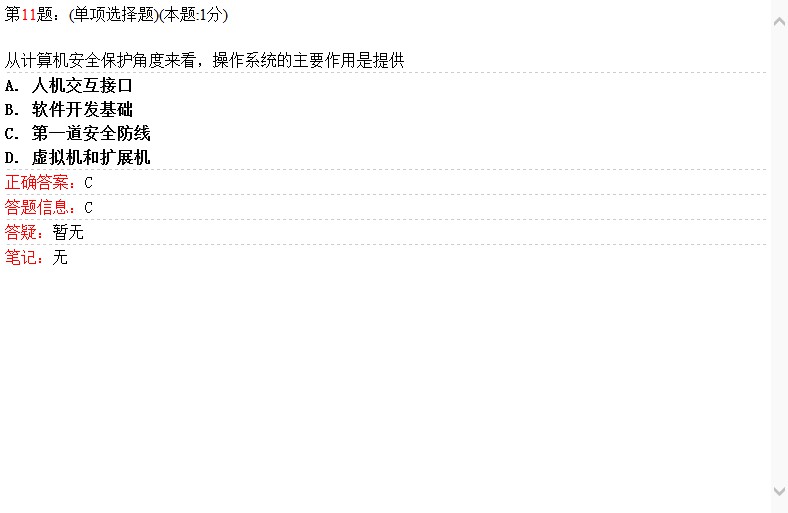 第11题：(单项选择题)(本题:1分)
从计算机安全保护角度来看，操作系统的主要作用是提供
A. 人机交互接口
B. 软件开发基础
C. 第一道安全防线
D. 虚拟机和扩展机
正确答案：C
答题信息：C
答疑：暂无
笔记：无